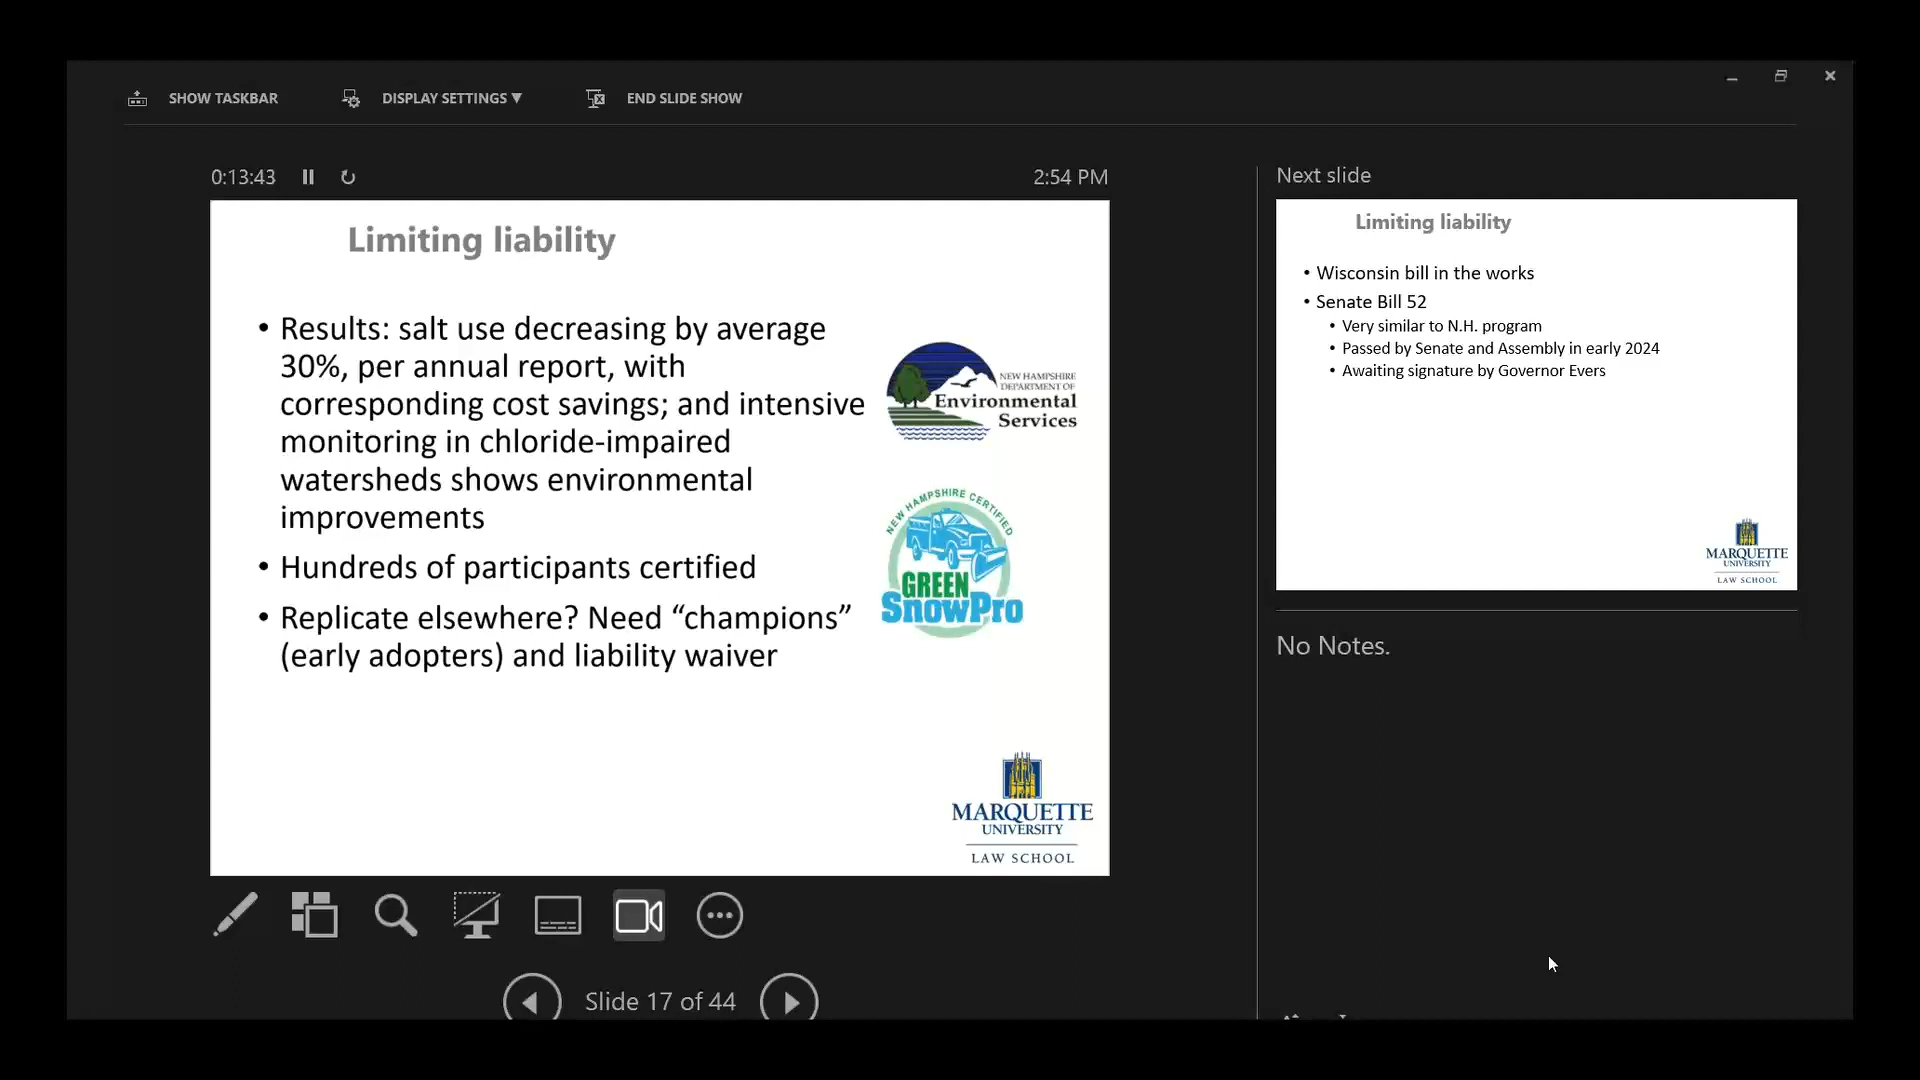 SHOW TASKBAR
DISPLAY SETTINGS ▼
END SLIDE SHOW
0:13:43
2:54 PM
Limiting liability
• Results: salt use decreasing by average
30%, per annual report, with
corresponding cost savings; and intensive
monitoring in chloride-impaired
watersheds shows environmental
improvements
• Hundreds of participants certified
• Replicate elsewhere? Need “champions”
(early adopters) and liability waiver
NEW HAMPSHIRE
DEPARTMENT OF
Environmental
Services
NEW HAMPSHIRE CERTIFIED
GREEN
SnowPro
MARQUETTE
UNIVERSITY
LAW SCHOOL
Slide 17 of 44
Next slide
Limiting liability
• Wisconsin bill in the works
• Senate Bill 52
• Very similar to N.H. program
• Passed by Senate and Assembly in early 2024
• Awaiting signature by Governor Evers
MARQUETTE
UNIVERSITY
LAW SCHOOL
No Notes.